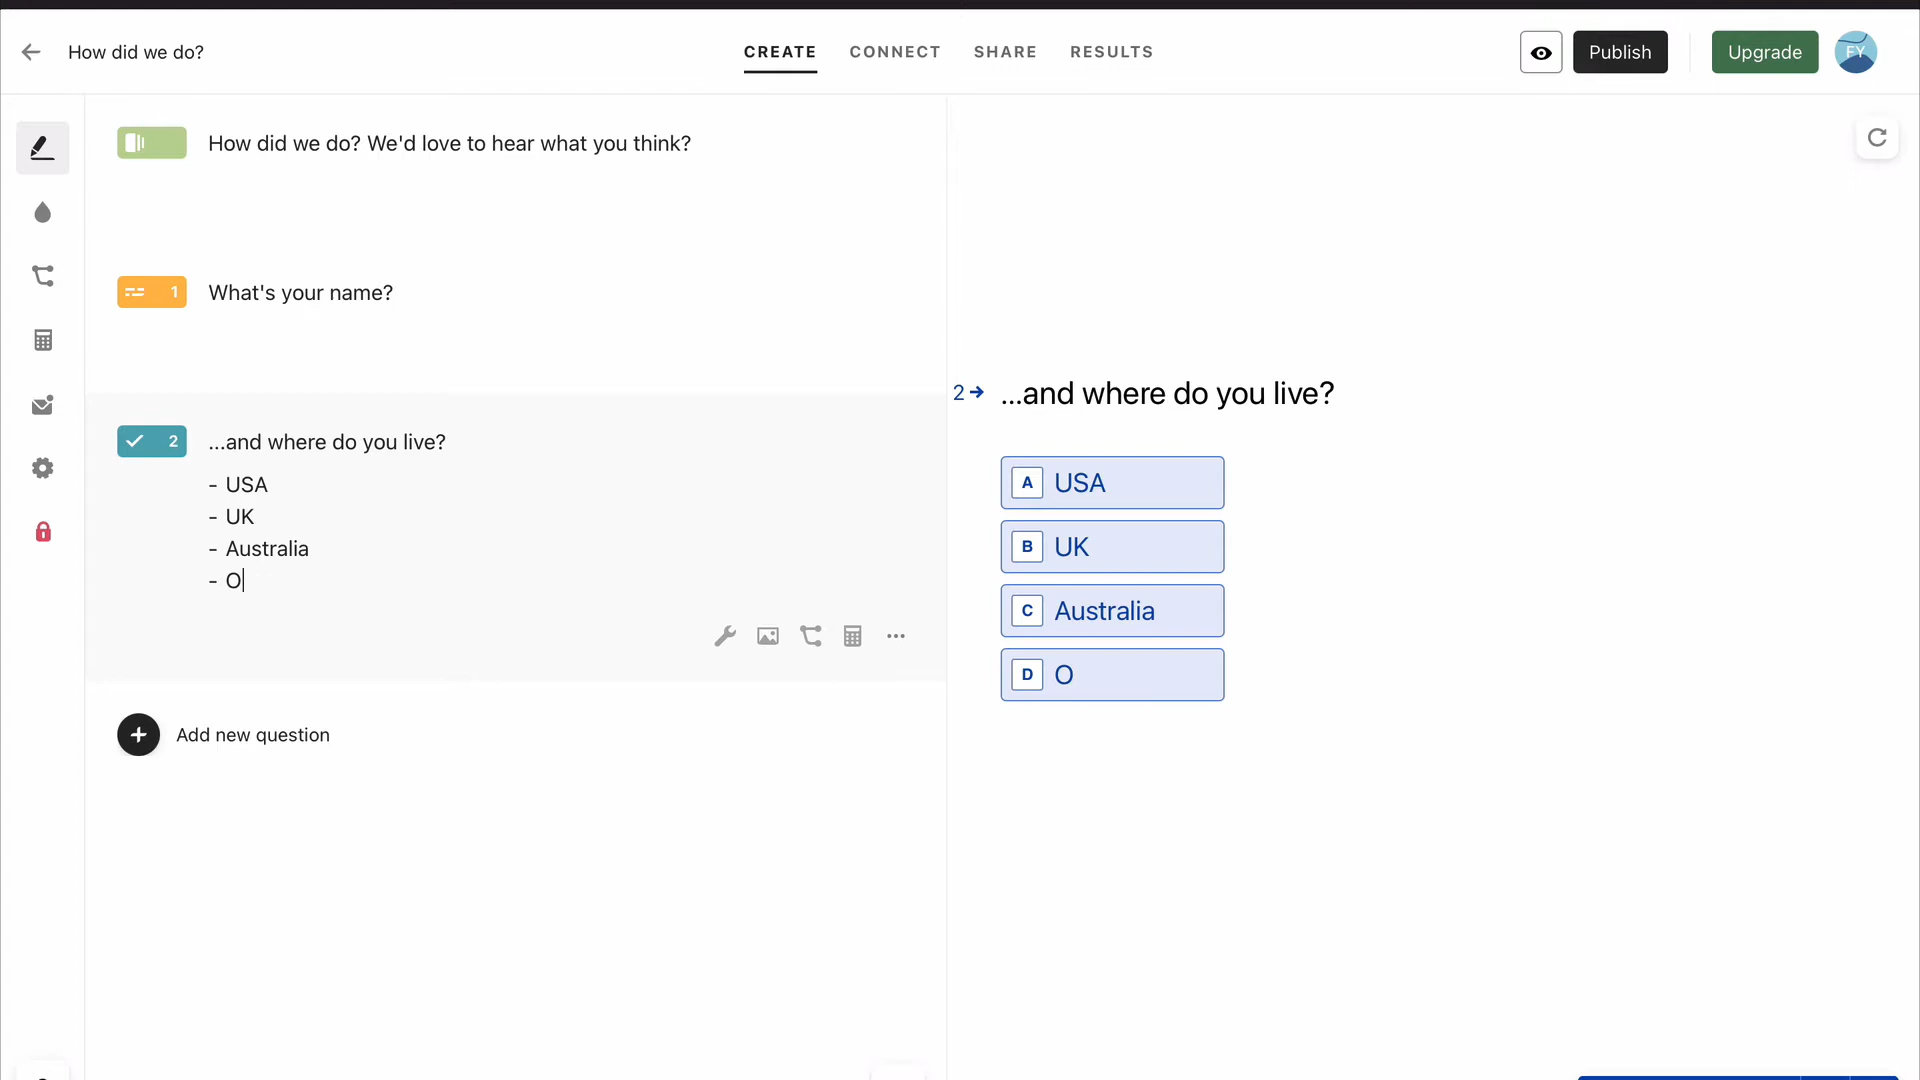 How did we do?
CREATE CONNECT SHARE RESULTS
Publish
Upgrade
FY
How did we do? We'd love to hear what you think?
1 What's your name?
2 ...and where do you live?
- USA
- UK
- Australia
- O
Add new question
2 ...and where do you live?
A USA
B UK
C Australia
D O